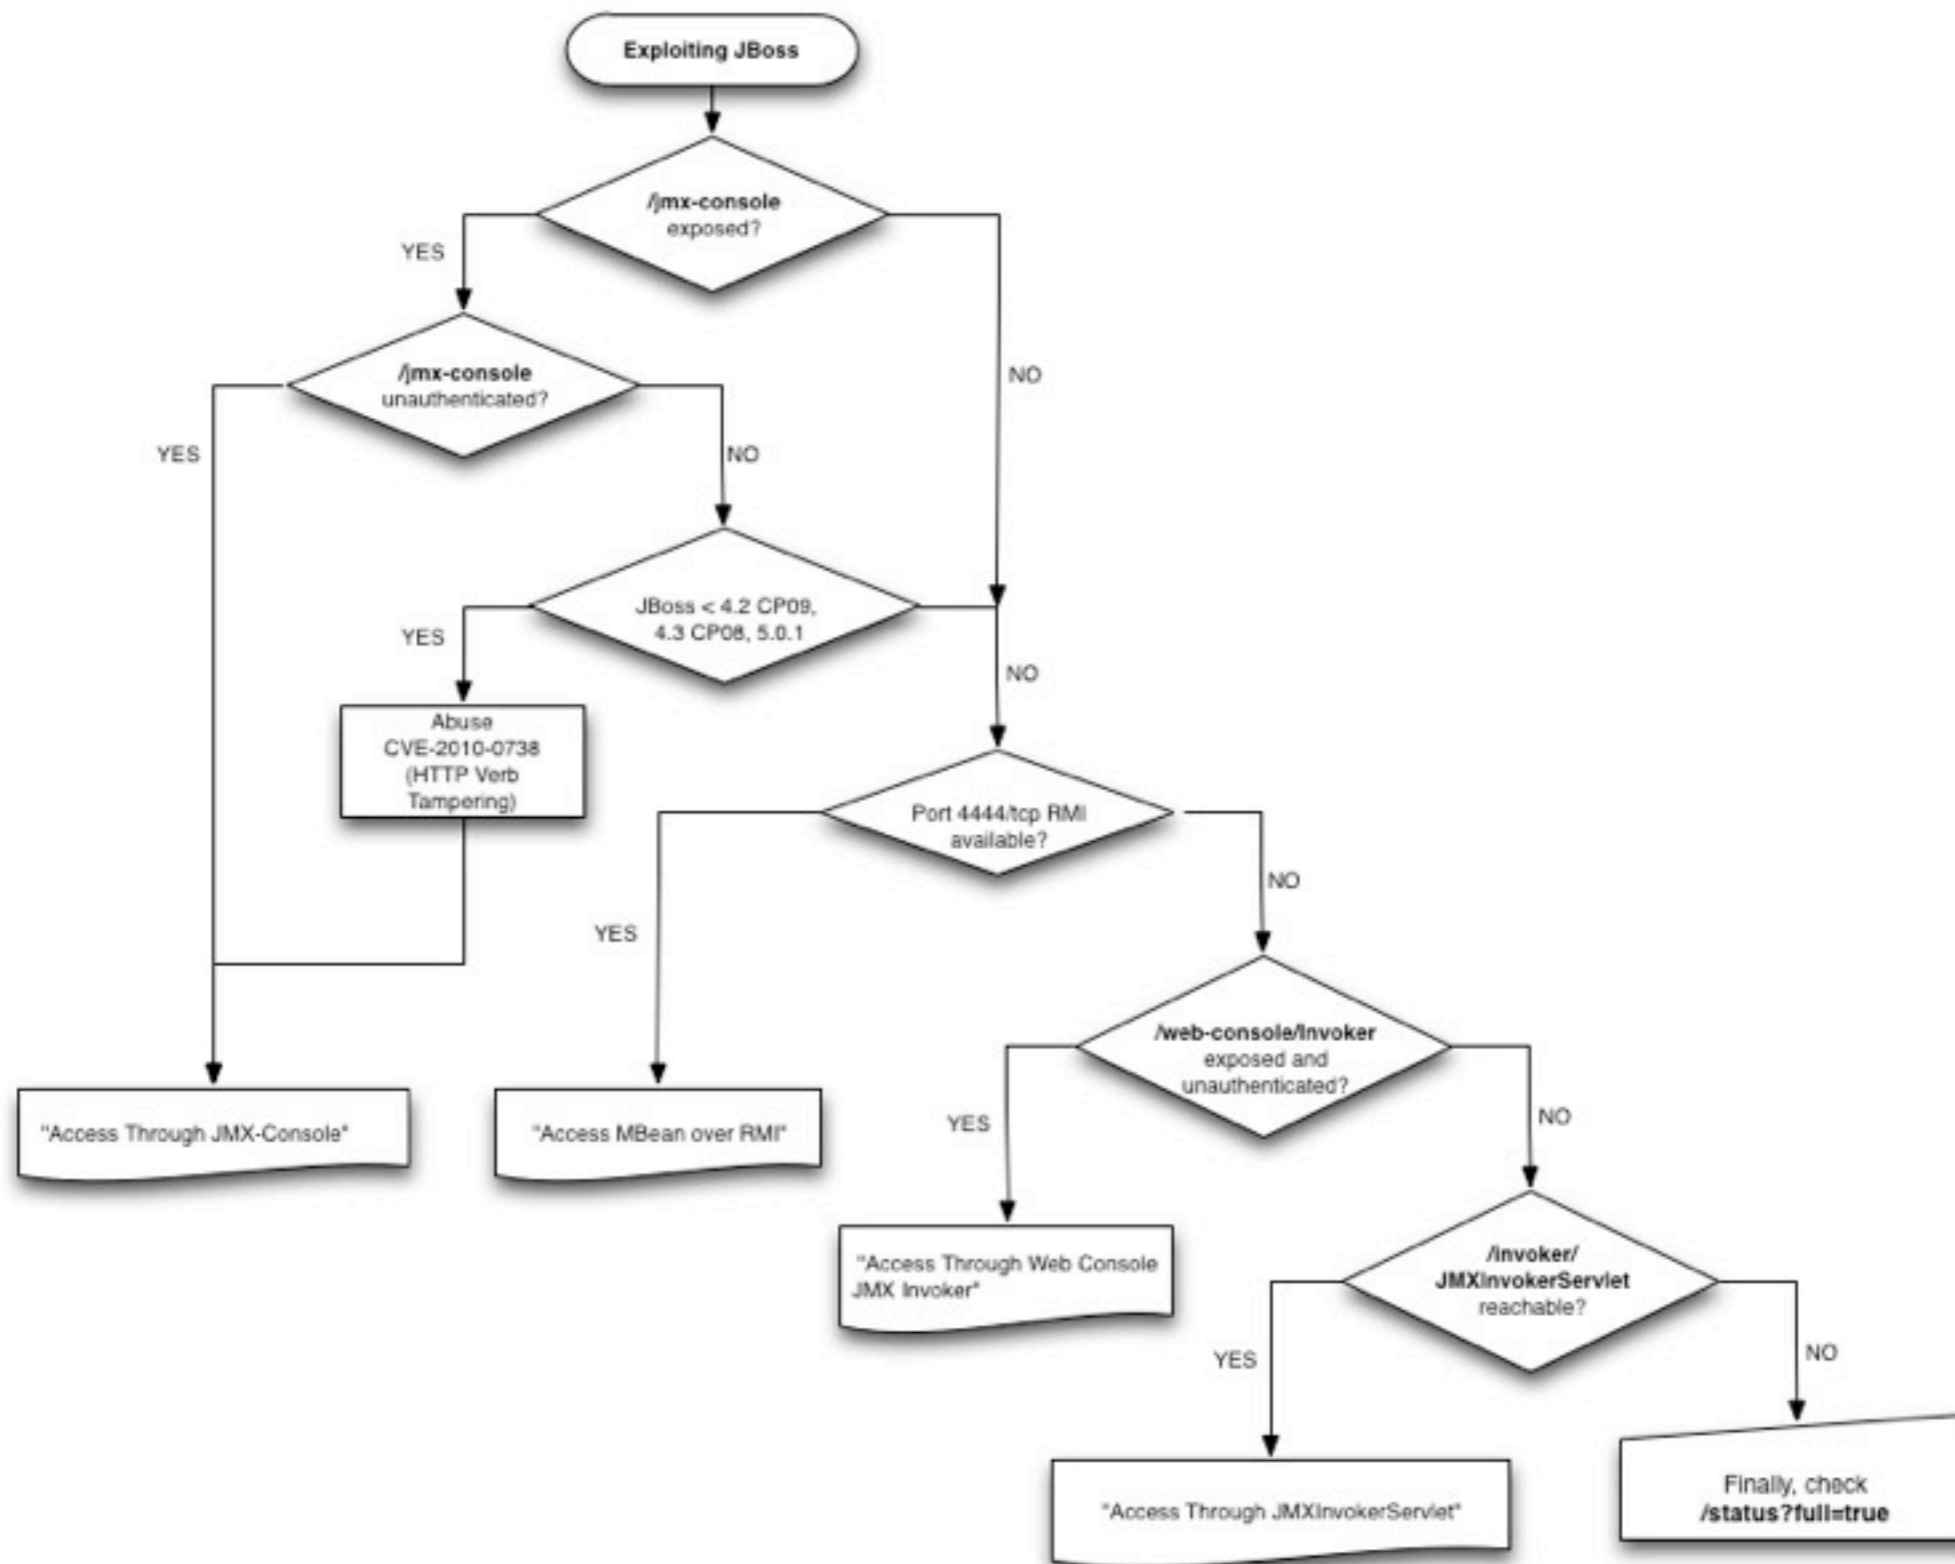 Exploiting JBoss
/jmx-console
exposed?
YES
NO
/jmx-console
unauthenticated?
YES
NO
JBoss < 4.2 CP09,
4.3 CP08, 5.0.1
YES
NO
Abuse
CVE-2010-0738
(HTTP Verb
Tampering)
Port 4444/tcp RMI
available?
YES
NO
/web-console/Invoker
exposed and
unauthenticated?
YES
NO
"Access Through JMX-Console"
"Access MBean over RMI"
"Access Through Web Console
JMX Invoker"
/invoker/
JMXInvokerServlet
reachable?
YES
NO
"Access Through JMXInvokerServlet"
Finally, check
/status?full=true